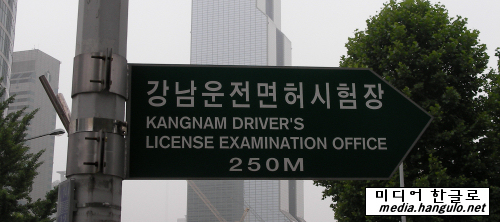 강남운전면허시험장
KANGNAM DRIVER'S
LICENSE EXAMINATION OFFICE
250M
미디어 한글로
media.hangulo.net